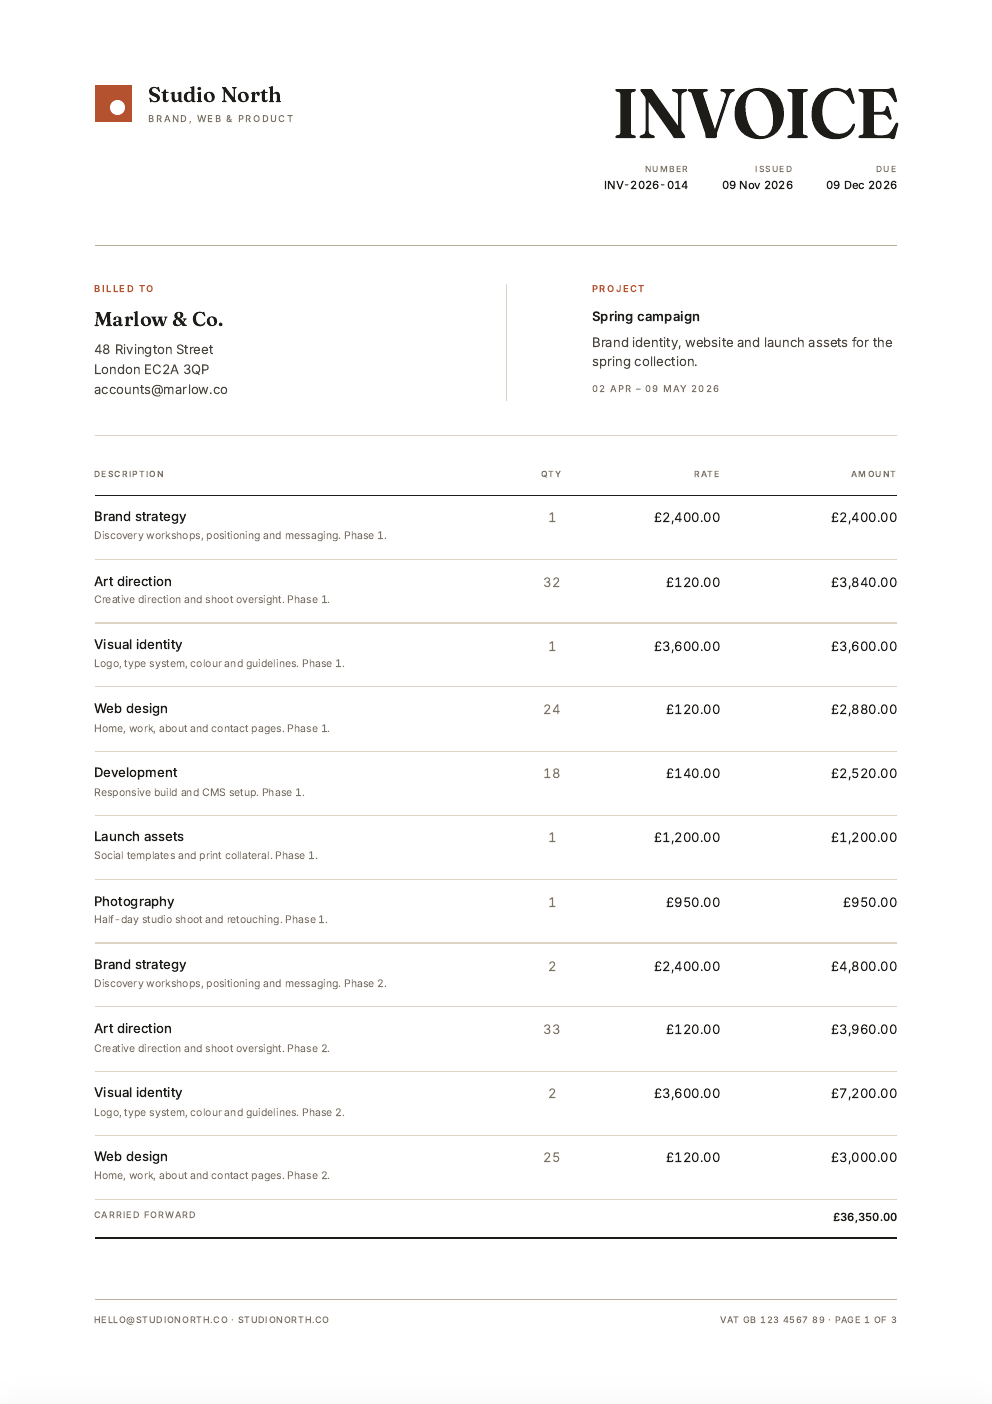 Studio North
BRAND, WEB & PRODUCT
INVOICE
NUMBER ISSUED DUE
INV-2026-014 09 Nov 2026 09 Dec 2026
BILLED TO
Marlow & Co.
48 Rivington Street
London EC2A 3QP
accounts@marlow.co
PROJECT
Spring campaign
Brand identity, website and launch assets for the
spring collection.
02 APR – 09 MAY 2026
DESCRIPTION QTY RATE AMOUNT
Brand strategy 1 £2,400.00 £2,400.00
Discovery workshops, positioning and messaging. Phase 1.
Art direction 32 £120.00 £3,840.00
Creative direction and shoot oversight. Phase 1.
Visual identity 1 £3,600.00 £3,600.00
Logo, type system, colour and guidelines. Phase 1.
Web design 24 £120.00 £2,880.00
Home, work, about and contact pages. Phase 1.
Development 18 £140.00 £2,520.00
Responsive build and CMS setup. Phase 1.
Launch assets 1 £1,200.00 £1,200.00
Social templates and print collateral. Phase 1.
Photography 1 £950.00 £950.00
Half-day studio shoot and retouching. Phase 1.
Brand strategy 2 £2,400.00 £4,800.00
Discovery workshops, positioning and messaging. Phase 2.
Art direction 33 £120.00 £3,960.00
Creative direction and shoot oversight. Phase 2.
Visual identity 2 £3,600.00 £7,200.00
Logo, type system, colour and guidelines. Phase 2.
Web design 25 £120.00 £3,000.00
Home, work, about and contact pages. Phase 2.
CARRIED FORWARD £36,350.00
HELLO@STUDIONORTH.CO · STUDIONORTH.CO VAT GB 123 4567 89 · PAGE 1 OF 3